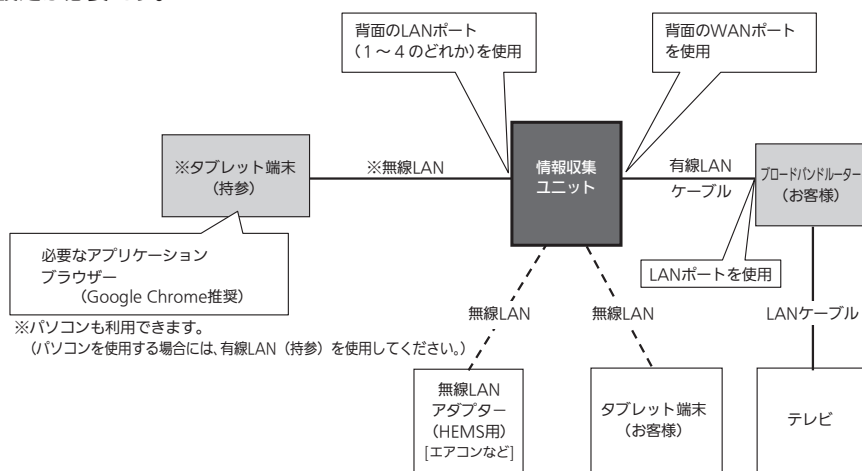 背面のLANポート
（1～4のどれか）を使用
背面のWANポート
を使用
※タブレット端末
（持参）
※無線LAN
情報収集
ユニット
有線LAN
ケーブル
ブロードバンドルーター
（お客様）
必要なアプリケーション
ブラウザー
（Google Chrome推奨）
LANポートを使用
※パソコンも利用できます。
（パソコンを使用する場合には、有線LAN（持参）を使用してください。）
無線LAN
無線LAN
LANケーブル
無線LAN
アダプター
（HEMS用）
[エアコンなど]
タブレット端末
（お客様）
テレビ